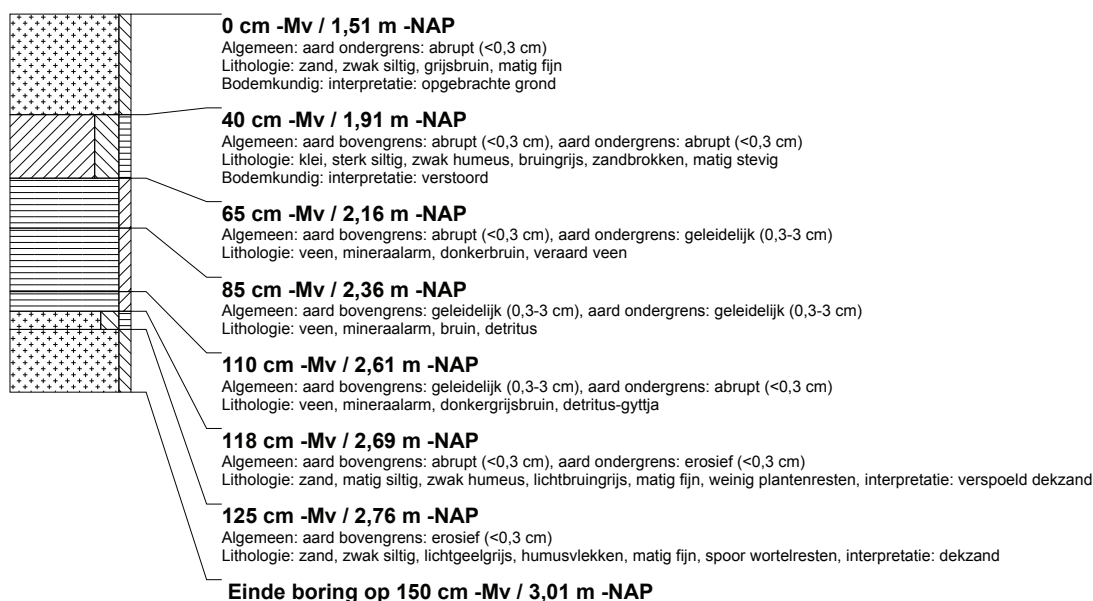 0 cm -Mv / 1,51 m -NAP
Algemeen: aard ondergrens: abrupt (<0,3 cm)
Lithologie: zand, zwak siltig, grijsbruin, matig fijn
Bodemkundig: interpretatie: opgebrachte grond
40 cm -Mv / 1,91 m -NAP
Algemeen: aard bovengrens: abrupt (<0,3 cm), aard ondergrens: abrupt (<0,3 cm)
Lithologie: klei, sterk siltig, zwak humeus, bruingrijs, zandbrokken, matig stevig
Bodemkundig: interpretatie: verstoord
65 cm -Mv / 2,16 m -NAP
Algemeen: aard bovengrens: abrupt (<0,3 cm), aard ondergrens: geleidelijk (0,3-3 cm)
Lithologie: veen, mineraalarm, donkerbruin, veraard veen
85 cm -Mv / 2,36 m -NAP
Algemeen: aard bovengrens: geleidelijk (0,3-3 cm), aard ondergrens: geleidelijk (0,3-3 cm)
Lithologie: veen, mineraalarm, bruin, detritus
110 cm -Mv / 2,61 m -NAP
Algemeen: aard bovengrens: geleidelijk (0,3-3 cm), aard ondergrens: abrupt (<0,3 cm)
Lithologie: veen, mineraalarm, donkergrijsbruin, detritus-gyttja
118 cm -Mv / 2,69 m -NAP
Algemeen: aard bovengrens: abrupt (<0,3 cm), aard ondergrens: erosief (<0,3 cm)
Lithologie: zand, matig siltig, zwak humeus, lichtbruingrijs, matig fijn, weinig plantenresten, interpretatie: verspoeld dekzand
125 cm -Mv / 2,76 m -NAP
Algemeen: aard bovengrens: erosief (<0,3 cm)
Lithologie: zand, zwak siltig, lichtgeelgrijs, humusvlekken, matig fijn, spoor wortelresten, interpretatie: dekzand
Einde boring op 150 cm -Mv / 3,01 m -NAP